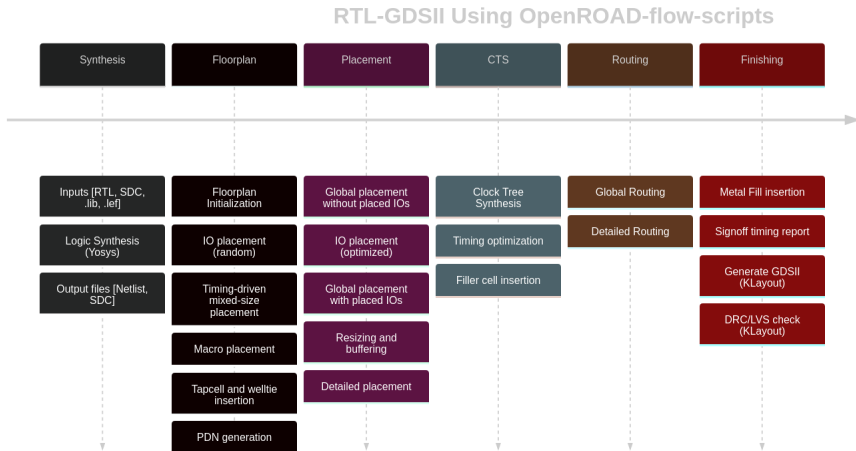 RTL-GDSII Using OpenROAD-flow-scripts
Synthesis
Floorplan
Placement
CTS
Routing
Finishing
Inputs [RTL, SDC,
.lib, .lef]
Logic Synthesis
(Yosys)
Output files [Netlist,
SDC]
Floorplan
Initialization
IO placement
(random)
Timing-driven
mixed-size
placement
Macro placement
Tapcell and welltie
insertion
PDN generation
Global placement
without placed IOs
IO placement
(optimized)
Global placement
with placed IOs
Resizing and
buffering
Detailed placement
Clock Tree
Synthesis
Timing optimization
Filler cell insertion
Global Routing
Detailed Routing
Metal Fill insertion
Signoff timing report
Generate GDSII
(KLayout)
DRC/LVS check
(KLayout)